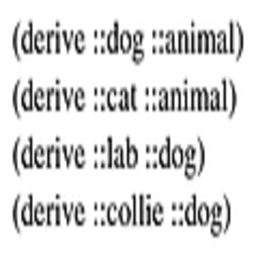 (derive ::dog ::animal)
(derive ::cat ::animal)
(derive ::lab ::dog)
(derive ::collie ::dog)